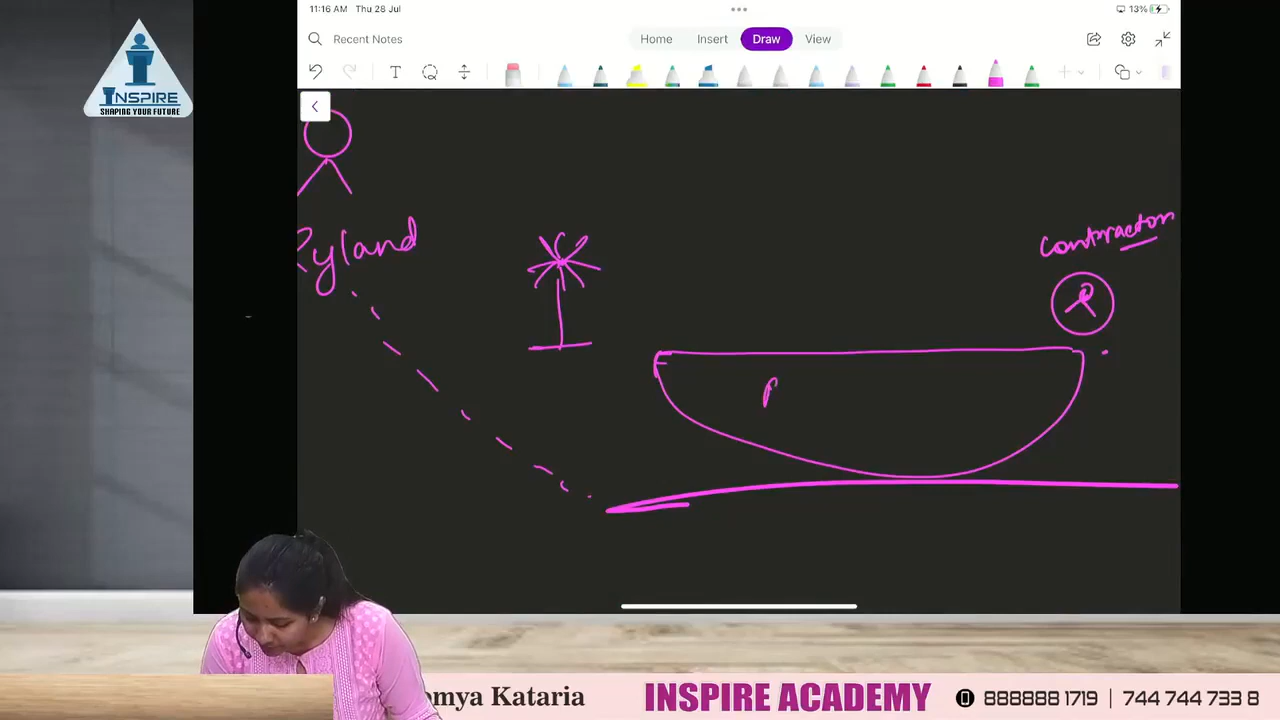 11:16 AM Thu 28 Jul
13%
Recent Notes
Home Insert Draw View
INSPIRE
SHAPING YOUR FUTURE
Contractor
Ryland
omya Kataria
INSPIRE ACADEMY
888888 1719 | 744 744 733 8